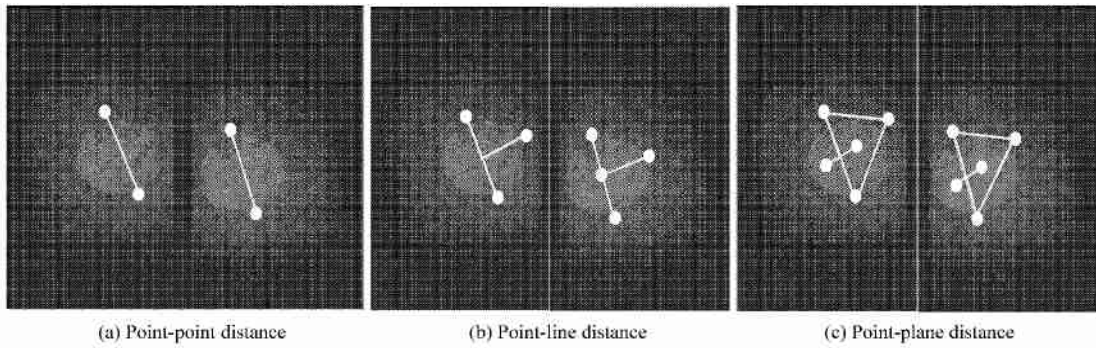 (a) Point-point distance
(b) Point-line distance
(c) Point-plane distance